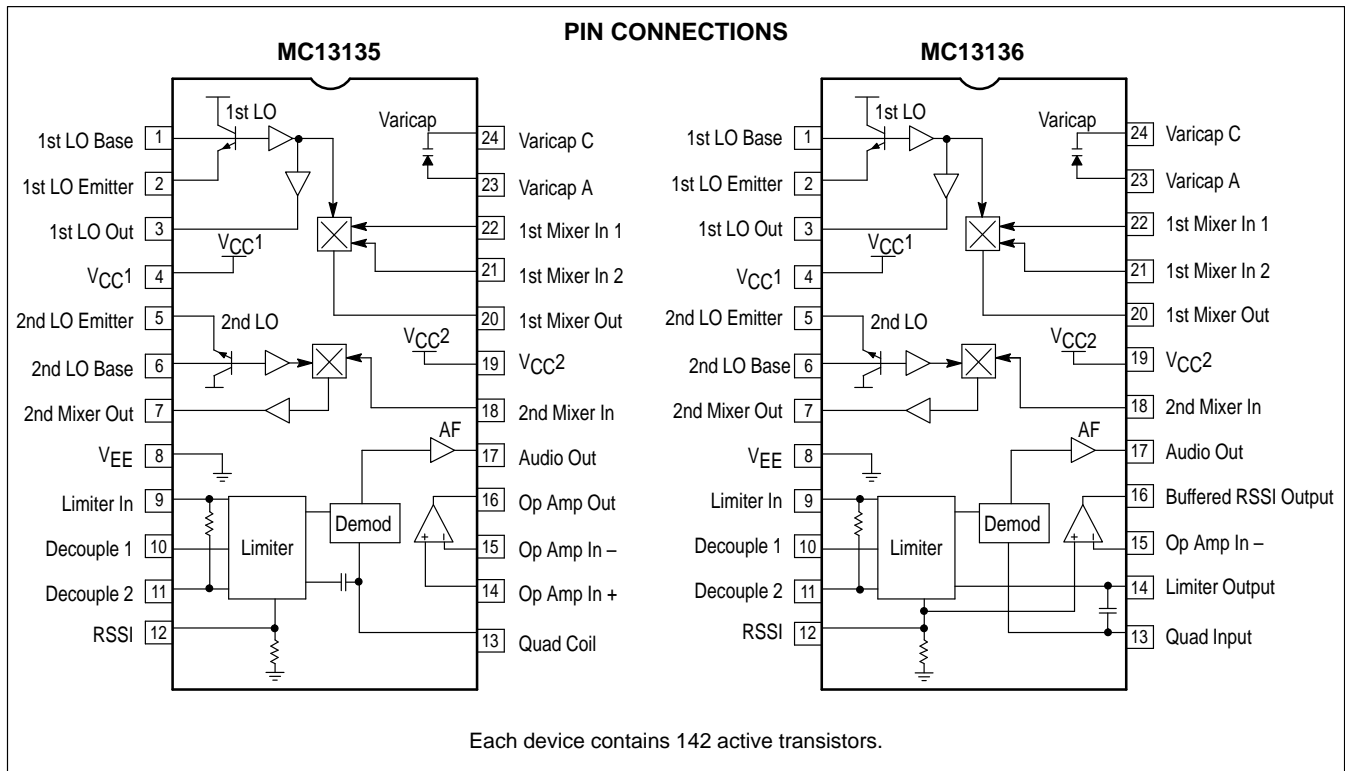 PIN CONNECTIONS
MC13135
1st LO
Varicap
1st LO Base 1
1st LO Emitter 2
1st LO Out 3
VCC1
VCC1 4
2nd LO Emitter 5
2nd LO
2nd LO Base 6
2nd Mixer Out 7
VEE 8
Limiter In 9
Decouple 1 10
Decouple 2 11
RSSI 12
Limiter
Demod
AF
+ –
VCC2
24 Varicap C
23 Varicap A
22 1st Mixer In 1
21 1st Mixer In 2
20 1st Mixer Out
19 VCC2
18 2nd Mixer In
17 Audio Out
16 Op Amp Out
15 Op Amp In –
14 Op Amp In +
13 Quad Coil
MC13136
1st LO
Varicap
1st LO Base 1
1st LO Emitter 2
1st LO Out 3
VCC1
VCC1 4
2nd LO Emitter 5
2nd LO
2nd LO Base 6
2nd Mixer Out 7
VEE 8
Limiter In 9
Decouple 1 10
Decouple 2 11
RSSI 12
Limiter
Demod
AF
+ –
VCC2
24 Varicap C
23 Varicap A
22 1st Mixer In 1
21 1st Mixer In 2
20 1st Mixer Out
19 VCC2
18 2nd Mixer In
17 Audio Out
16 Buffered RSSI Output
15 Op Amp In –
14 Limiter Output
13 Quad Input
Each device contains 142 active transistors.